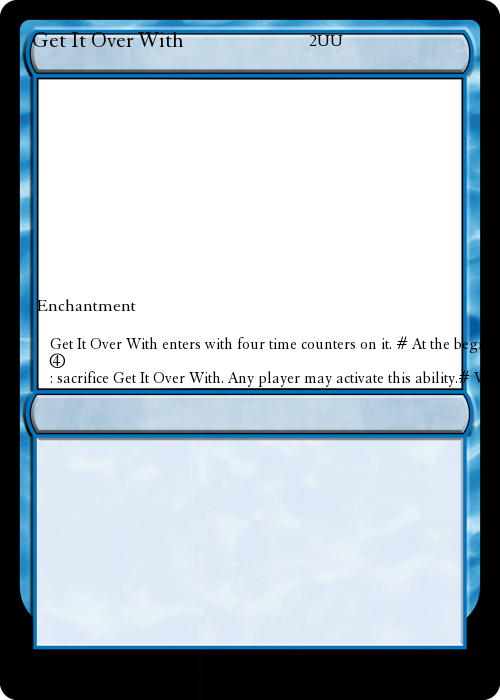 Get It Over With 2UU
Enchantment
Get It Over With enters with four time counters on it. # At the beg
④
: sacrifice Get It Over With. Any player may activate this ability.#